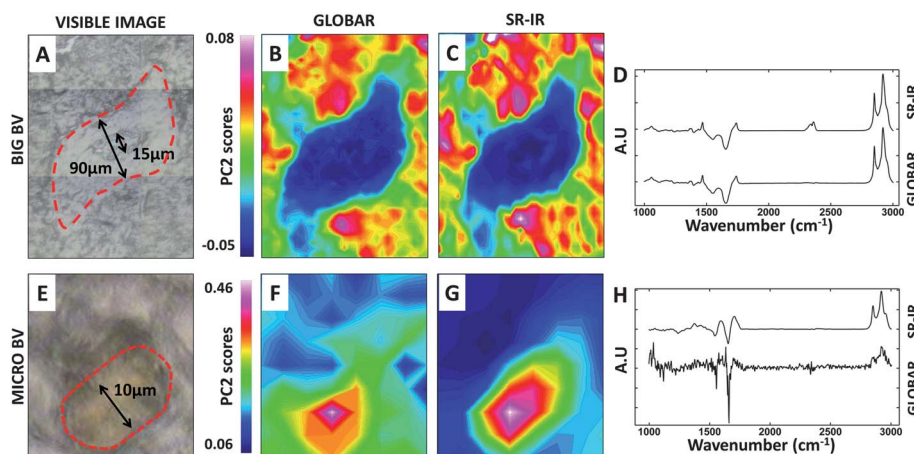 VISIBLE IMAGE
GLOBAR
SR-IR
BIG BV
A
15µm
90µm
0.08
PC2 scores
-0.05
B
C
D
A.U
SR-IR
GLOBAR
1000 1500 2000 2500 3000
Wavenumber (cm-1)
MICRO BV
E
10µm
0.46
PC2 scores
0.06
F
G
H
A.U
SR-IR
GLOBAR
1000 1500 2000 2500 3000
Wavenumber (cm-1)